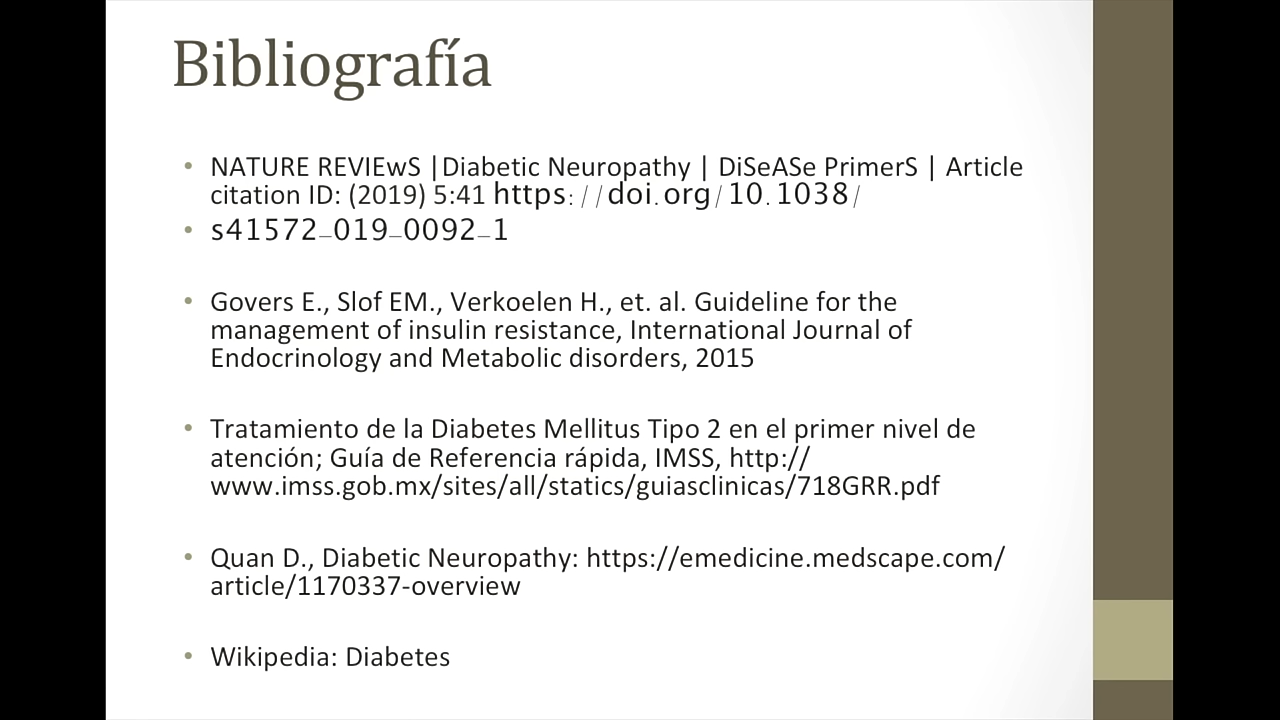 Bibliografía
• NATURE REVIEwS |Diabetic Neuropathy | DiSeASe PrimerS | Article
citation ID: (2019) 5:41 https://doi.org/10.1038/
• s41572-019-0092-1
• Govers E., Slof EM., Verkoelen H., et. al. Guideline for the
management of insulin resistance, International Journal of
Endocrinology and Metabolic disorders, 2015
• Tratamiento de la Diabetes Mellitus Tipo 2 en el primer nivel de
atención; Guía de Referencia rápida, IMSS, http://
www.imss.gob.mx/sites/all/statics/guiasclinicas/718GRR.pdf
• Quan D., Diabetic Neuropathy: https://emedicine.medscape.com/
article/1170337-overview
• Wikipedia: Diabetes